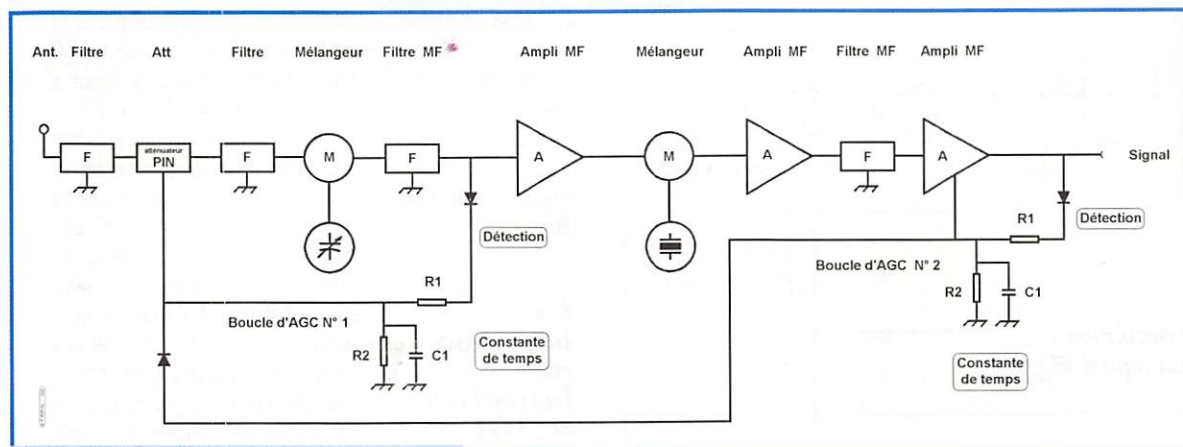 Ant. Filtre Att Filtre Mélangeur Filtre MF Ampli MF Mélangeur Ampli MF Filtre MF Ampli MF
F
atténuateur
PIN
F
M
F
A
M
A
F
A
Signal
Détection
R1
Détection
R1
Boucle d'AGC N° 2
R2
C1
Boucle d'AGC N° 1
R2
C1
Constante
de temps
Constante
de temps